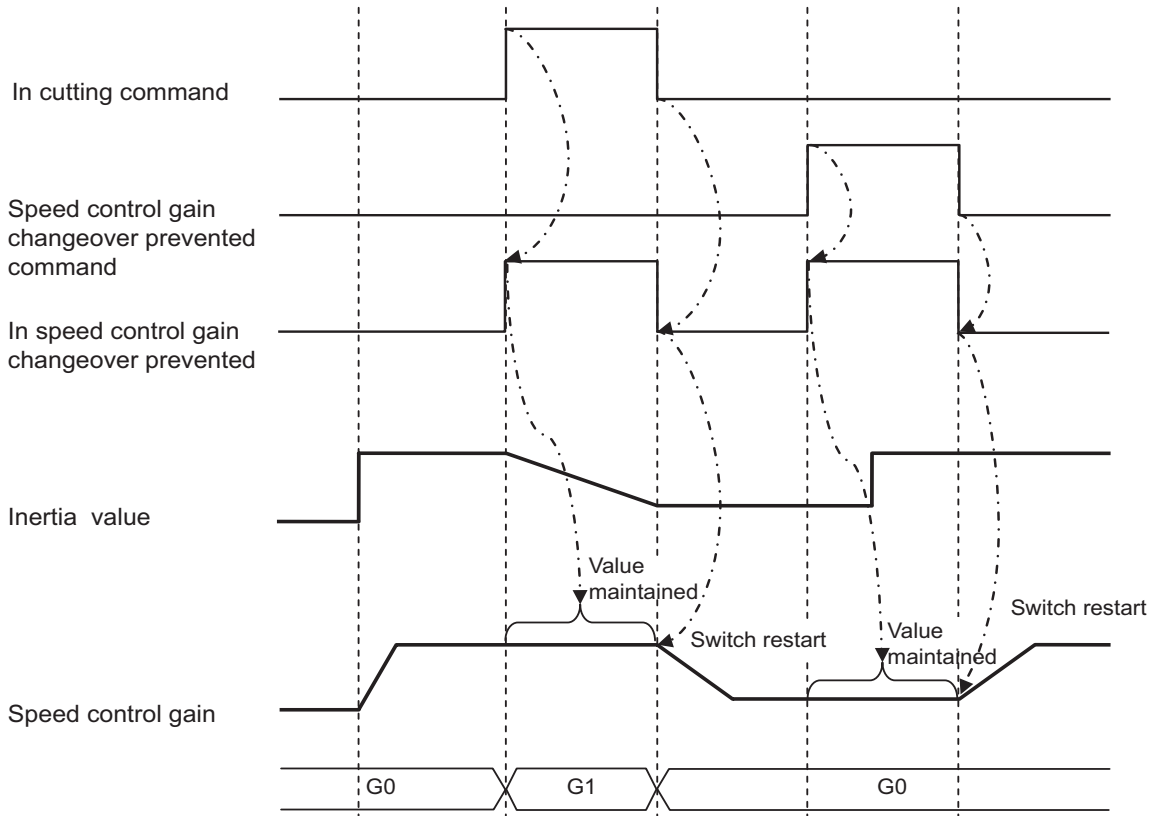 In cutting command
Speed control gain
changeover prevented
command
In speed control gain
changeover prevented
Inertia value
Value
maintained
Switch restart
Switch restart
Value
maintained
Speed control gain
G0
G1
G0